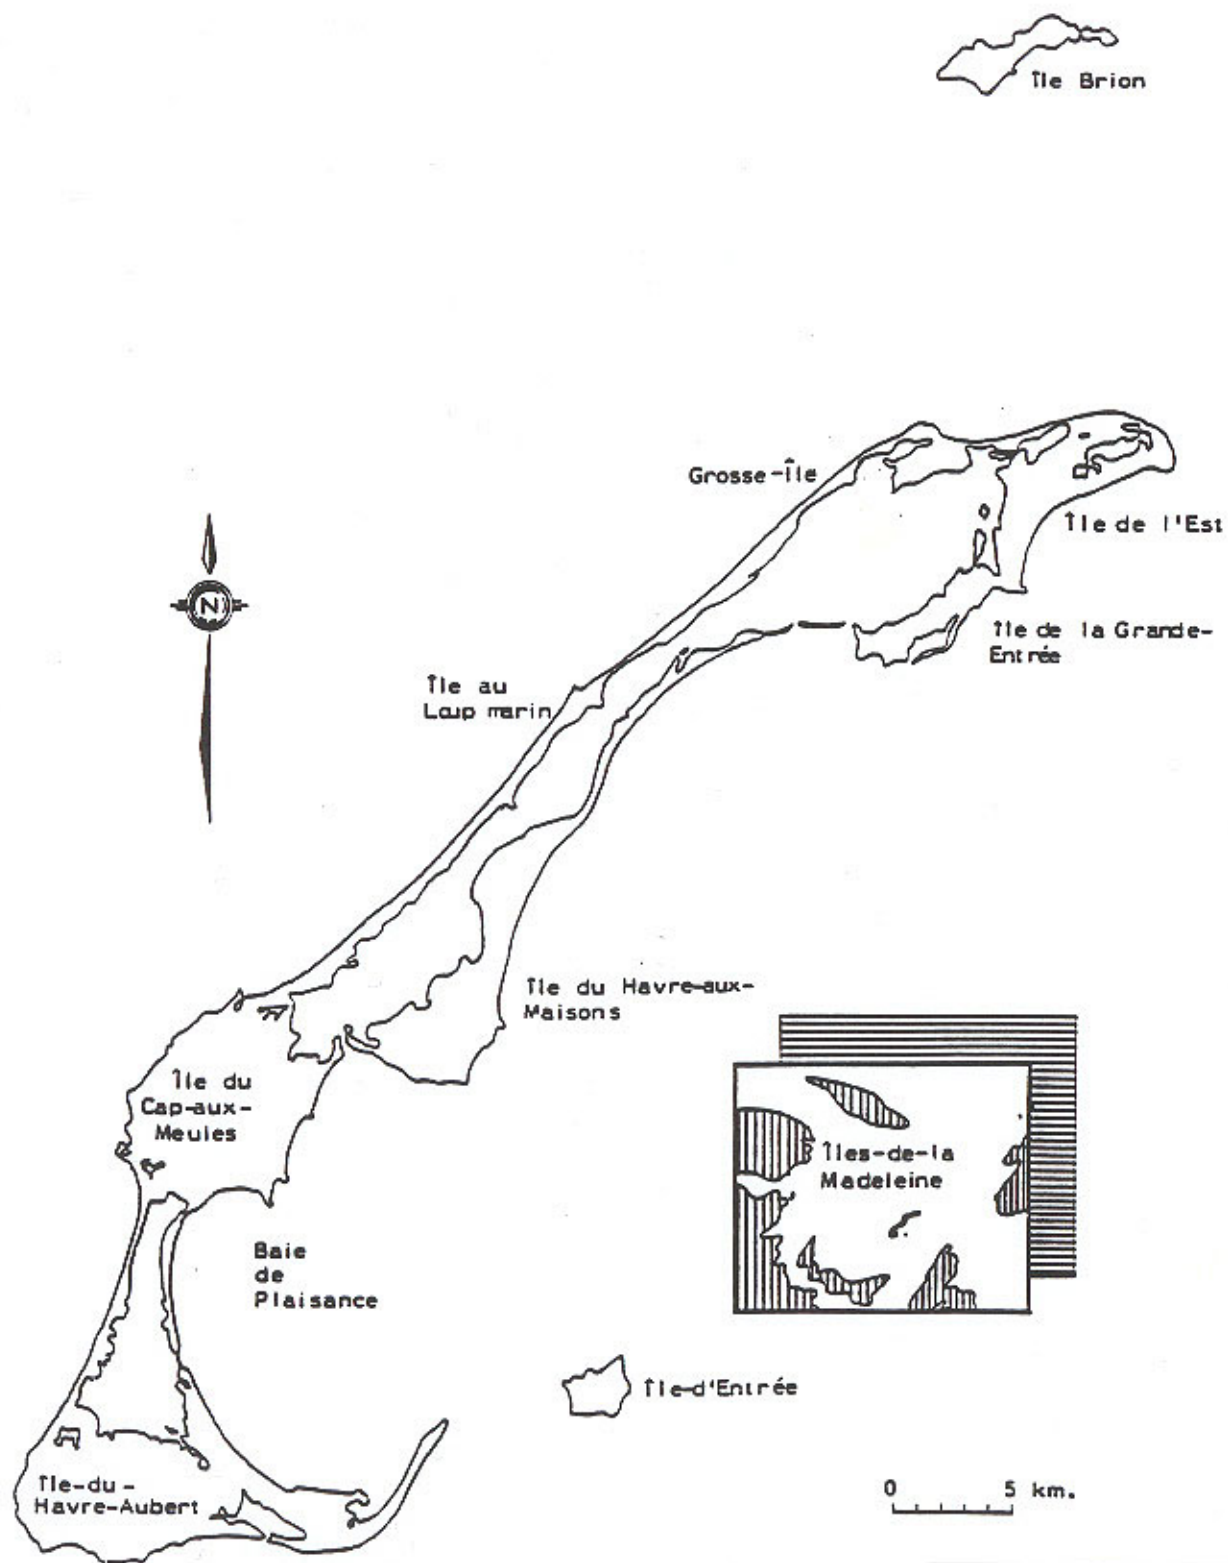 Île Brion
Grosse-Île
Île de l'Est
N
Île de la Grande-
Entrée
Île au
Loup marin
Île du Havre-aux-
Maisons
Île du
Cap-aux-
Meules
Îles-de-la
Madeleine
Baie
de
Plaisance
Île-d'Entrée
Île-du-
Havre-Aubert
0 5 km.